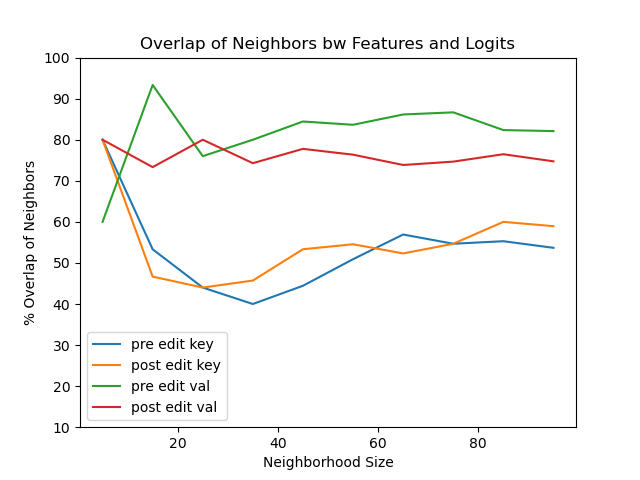 Overlap of Neighbors bw Features and Logits
100
90
80
70
60
50
40
30
20
10
% Overlap of Neighbors
pre edit key
post edit key
pre edit val
post edit val
20 40 60 80
Neighborhood Size